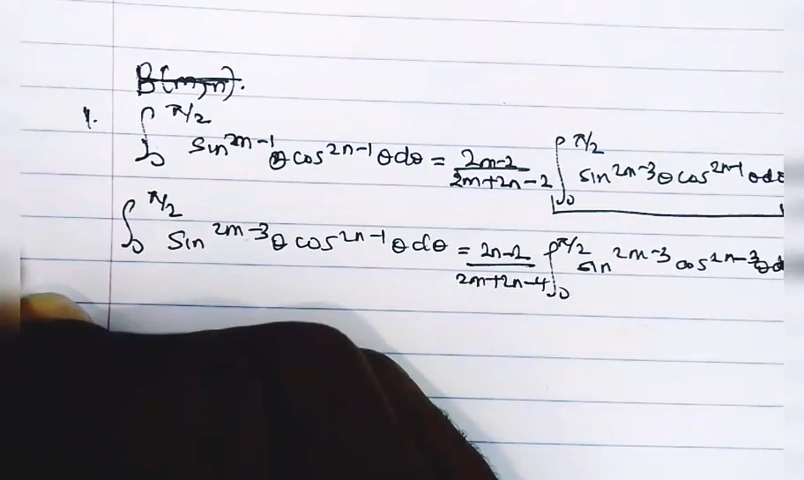 B(m,n).
1. ∫₀^π/2 sin^2m-1 θ cos^2n-1 θ dθ = 2m-2/2m+2n-2 ∫₀^π/2 sin^2m-3 θ cos^2n-1 θ dθ
∫₀^π/2 sin^2m-3 θ cos^2n-1 θ dθ = 2n-2/2m+2n-4 ∫₀^π/2 sin^2m-3 cos^2n-3 θ d